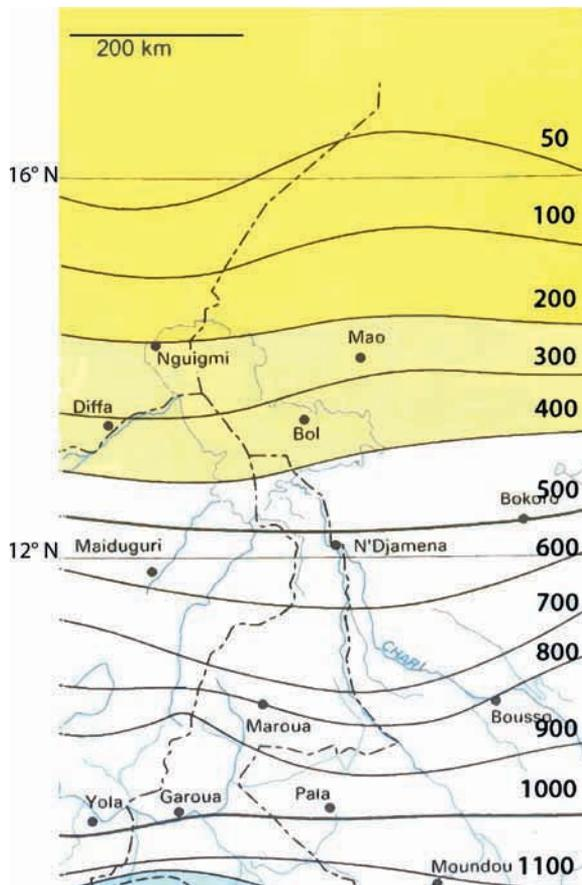 200 km
50
16° N
100
200
Mao
300
Nguigmi
Diffa
400
Bol
500
Bokoro
N'Djamena
600
Maiduguri
12° N
700
CHARI
800
Bousso
Maroua
900
1000
Yola
Garoua
Pala
Moundou
1100